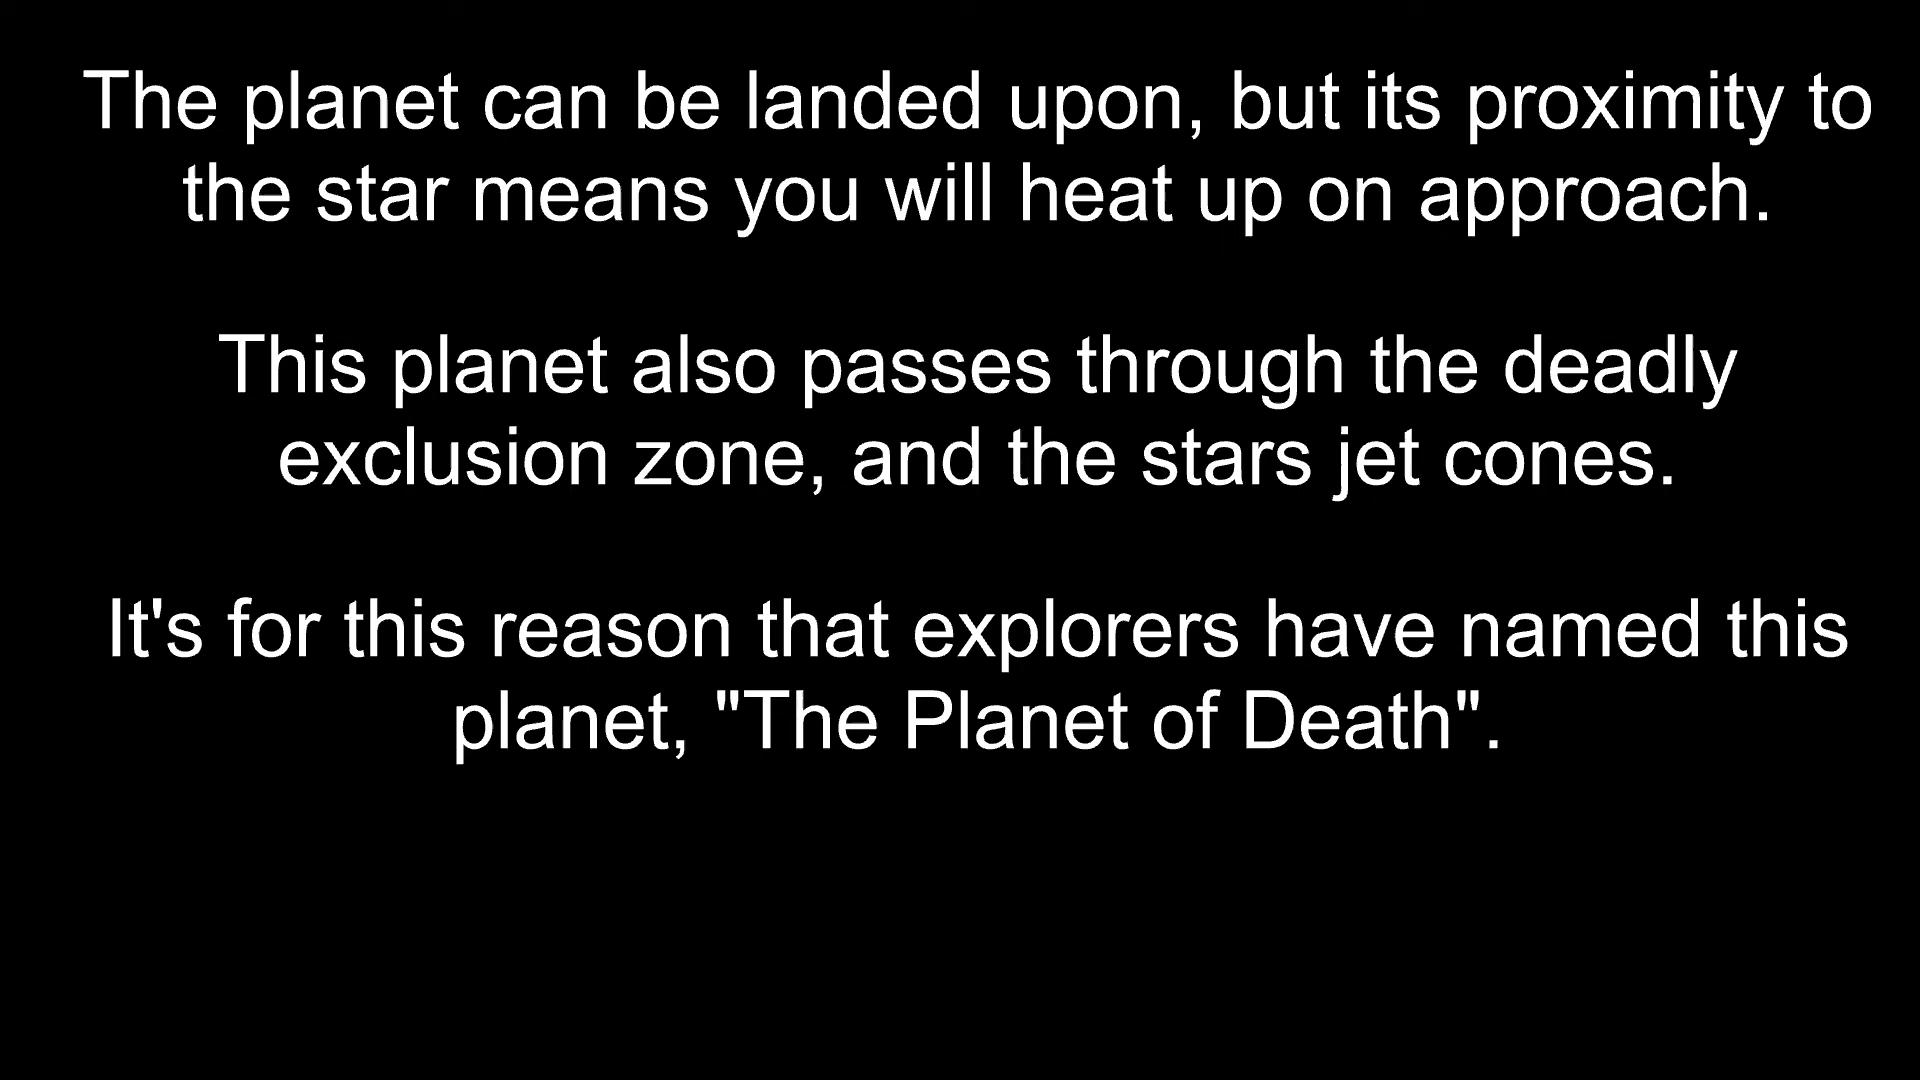 The planet can be landed upon, but its proximity to
the star means you will heat up on approach.
This planet also passes through the deadly
exclusion zone, and the stars jet cones.
It's for this reason that explorers have named this
planet, "The Planet of Death".